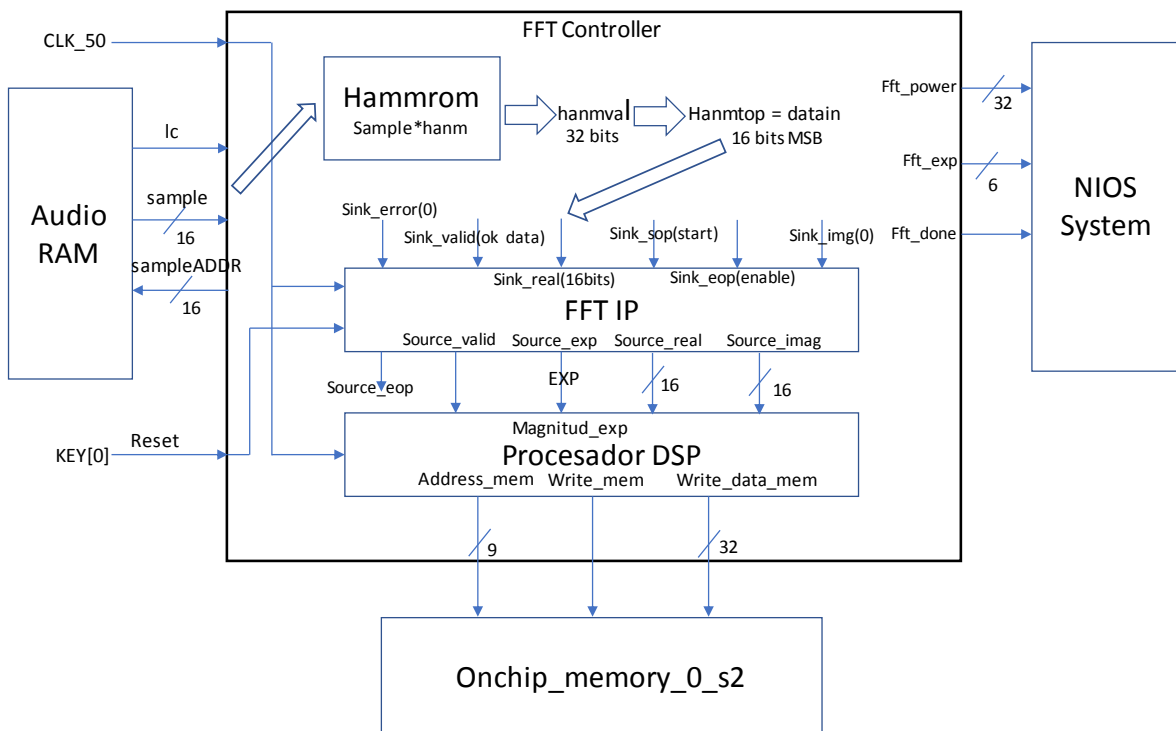 FFT Controller
CLK_50
Hammrom
Sample*hanm
hanmval
32 bits
Hanmtop = datain
16 bits MSB
Fft_power
32
Fft_exp
6
Fft_done
NIOS
System
Audio
RAM
lc
sample
16
sampleADDR
16
Sink_error(0)
Sink_valid(ok data)
Sink_real(16bits)
Sink_sop(start)
Sink_eop(enable)
Sink_img(0)
FFT IP
Source_valid
Source_exp
Source_real
Source_imag
Source_eop
EXP
16
16
Reset
KEY[0]
Magnitud_exp
Procesador DSP
Address_mem
Write_mem
Write_data_mem
9
32
Onchip_memory_0_s2